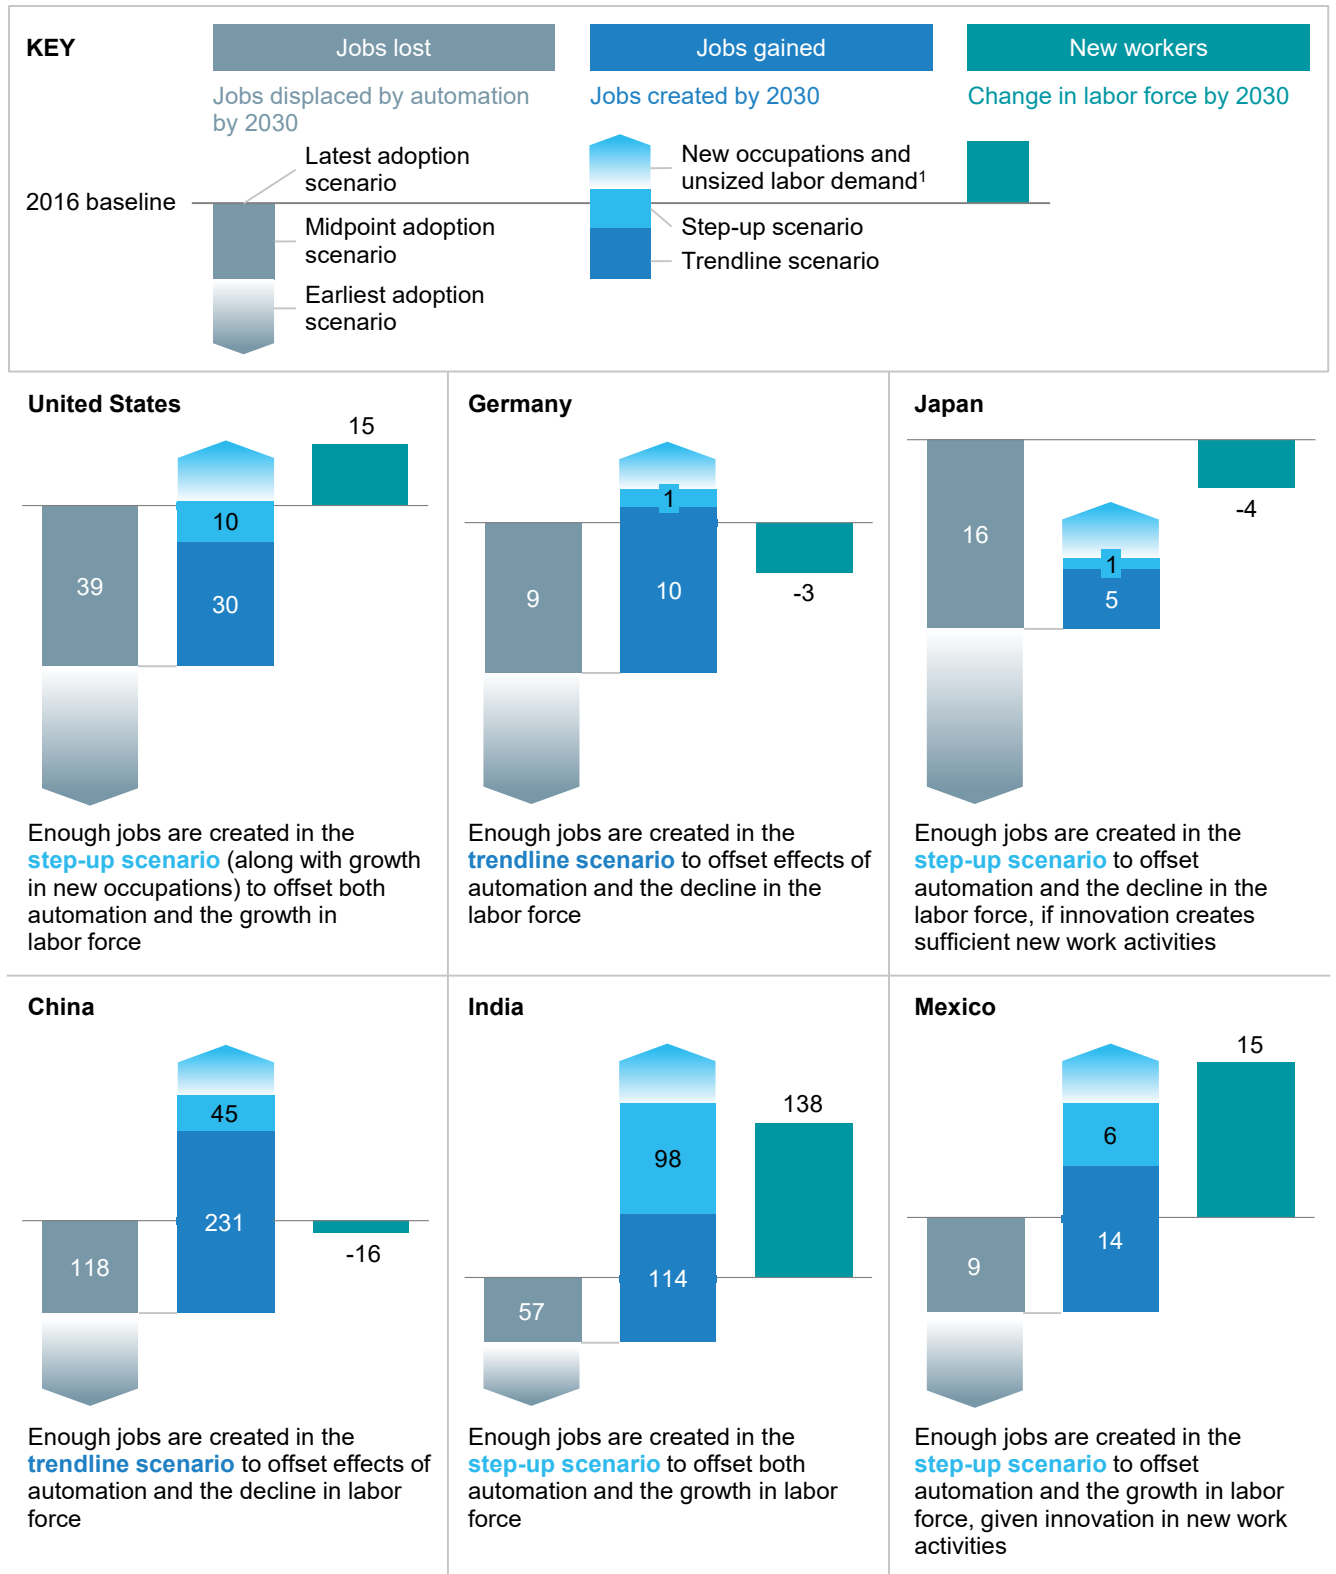 KEY
Jobs lost
Jobs gained
New workers
Jobs displaced by automation
by 2030
Jobs created by 2030
Change in labor force by 2030
2016 baseline
Latest adoption
scenario
Midpoint adoption
scenario
Earliest adoption
scenario
New occupations and
unsized labor demand¹
Step-up scenario
Trendline scenario
United States
39
10
30
15
Enough jobs are created in the
step-up scenario (along with growth
in new occupations) to offset both
automation and the growth in
labor force
Germany
9
1
10
-3
Enough jobs are created in the
trendline scenario to offset effects of
automation and the decline in the
labor force
Japan
16
1
5
-4
Enough jobs are created in the
step-up scenario to offset
automation and the decline in the
labor force, if innovation creates
sufficient new work activities
China
118
45
231
-16
Enough jobs are created in the
trendline scenario to offset effects of
automation and the decline in labor
force
India
57
98
114
138
Enough jobs are created in the
step-up scenario to offset both
automation and the growth in labor
force
Mexico
9
6
14
15
Enough jobs are created in the
step-up scenario to offset
automation and the growth in labor
force, given innovation in new work
activities